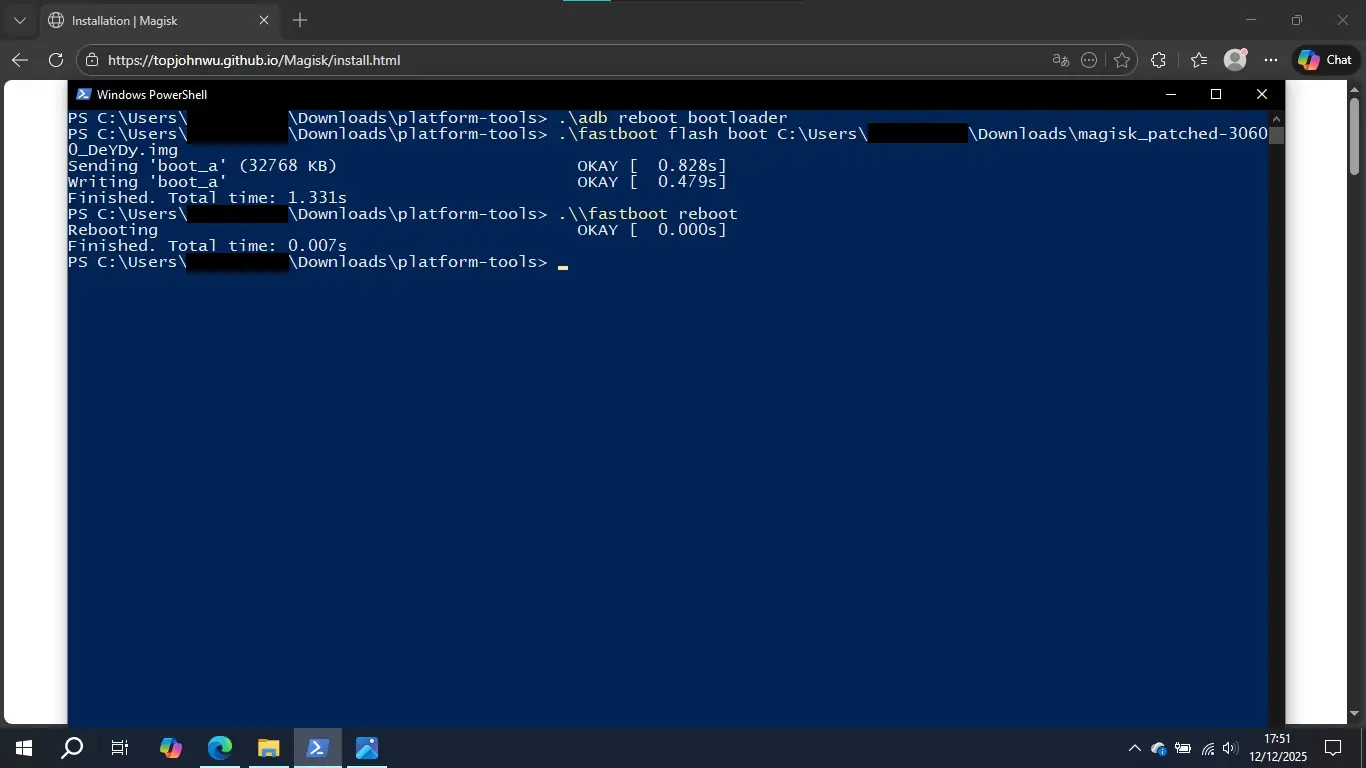 Installation | Magisk
https://topjohnwu.github.io/Magisk/install.html
Chat
Windows PowerShell
PS C:\Users\ \Downloads\platform-tools> .\adb reboot bootloader
PS C:\Users\ \Downloads\platform-tools> .\fastboot flash boot C:\Users\ \Downloads\magisk_patched-3060
0_DeYDy.img
Sending 'boot_a' (32768 KB) OKAY [ 0.828s]
Writing 'boot_a' OKAY [ 0.479s]
Finished. Total time: 1.331s
PS C:\Users\ \Downloads\platform-tools> .\\fastboot reboot
Rebooting OKAY [ 0.000s]
Finished. Total time: 0.007s
PS C:\Users\ \Downloads\platform-tools>
17:51
12/12/2025